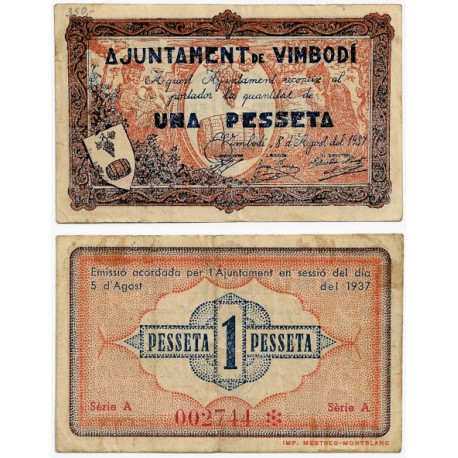 350,-
AJUNTAMENT DE VIMBODÍ
Aquest Ajuntament reconeix al
portador la quantitat de
UNA PESSETA
Vimbodí, 8 d'Agost del 1937
Emissió acordada per l'Ajuntament en sessió del dia
5 d'Agost del 1937
PESSETA 1 PESSETA
Sèrie A Sèrie A
002744 *
IMP. MESTRES-MONTBLANC